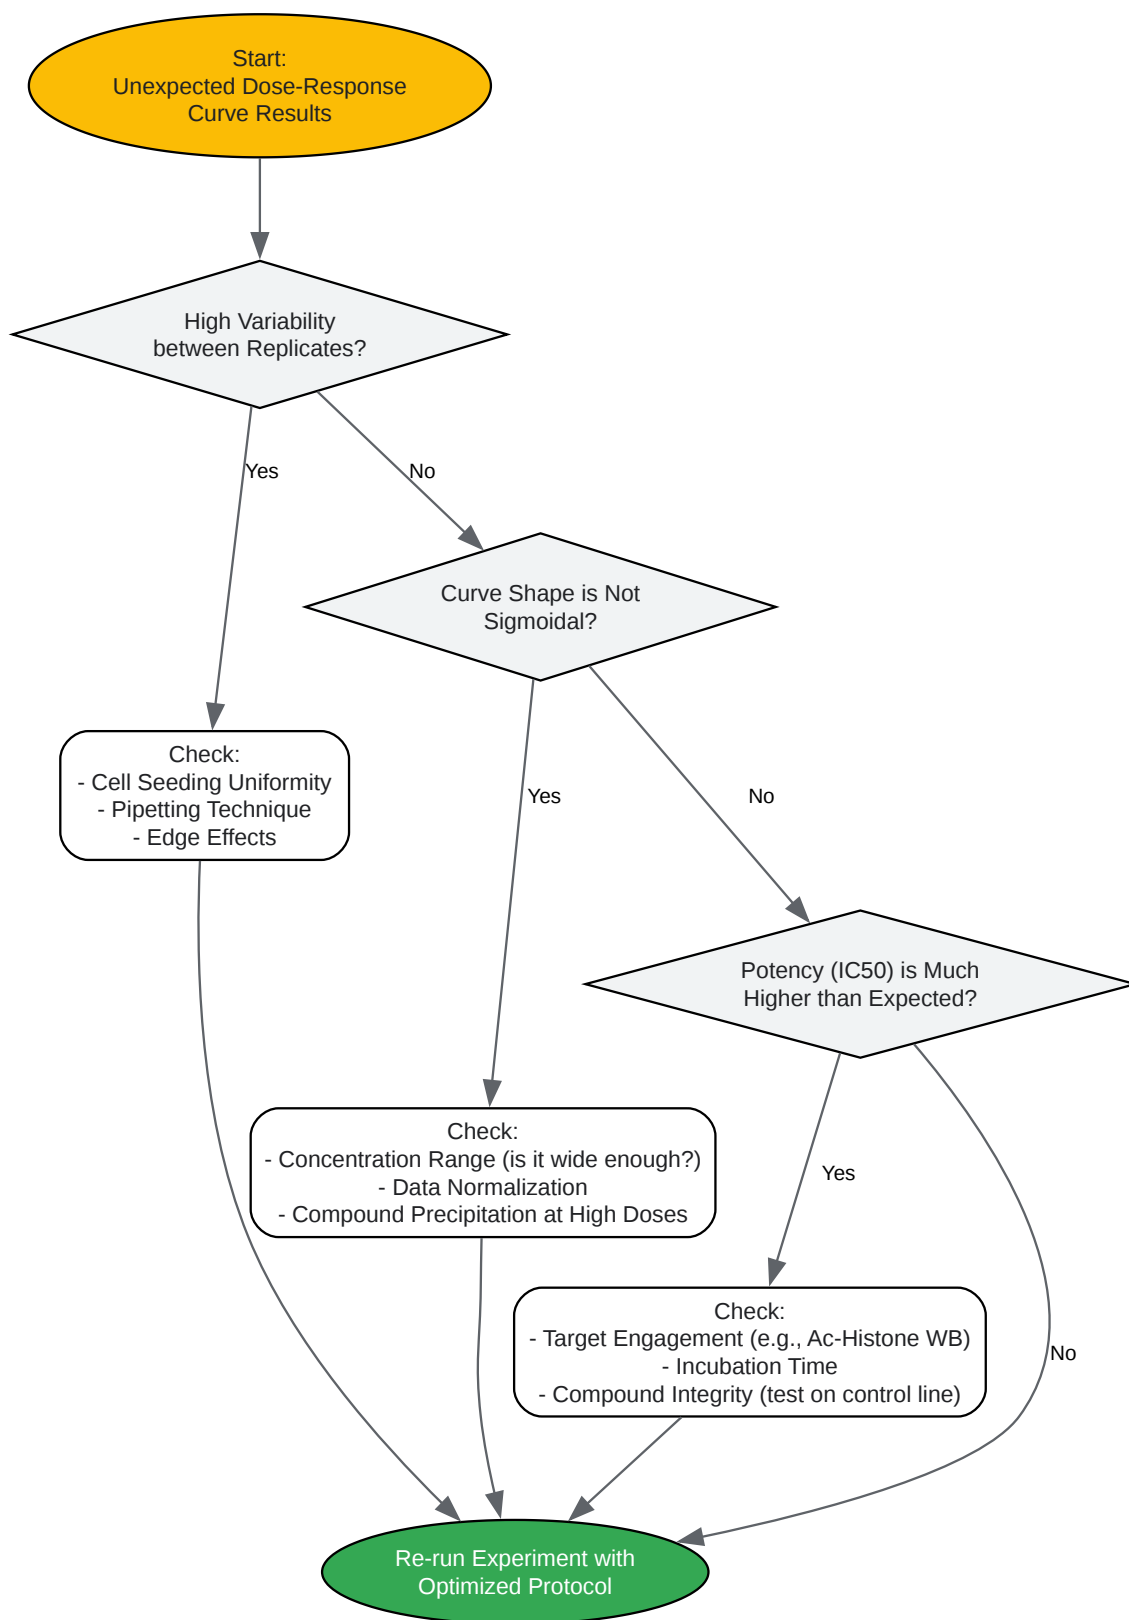 Start:
Unexpected Dose-Response
Curve Results
High Variability
between Replicates?
Yes
No
Curve Shape is Not
Sigmoidal?
Check:
- Cell Seeding Uniformity
- Pipetting Technique
- Edge Effects
Yes
No
Potency (IC50) is Much
Higher than Expected?
Check:
- Concentration Range (is it wide enough?)
- Data Normalization
- Compound Precipitation at High Doses
Yes
No
Check:
- Target Engagement (e.g., Ac-Histone WB)
- Incubation Time
- Compound Integrity (test on control line)
Re-run Experiment with
Optimized Protocol